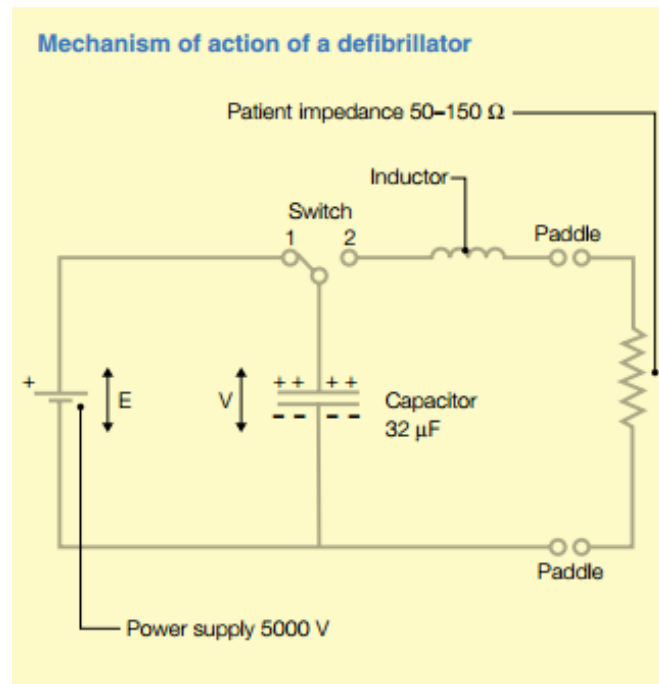 Mechanism of action of a defibrillator
Patient impedance 50–150 Ω
Inductor
Switch
1 2
Paddle
+
E
V
+ + + +
- - - -
Capacitor
32 µF
Paddle
Power supply 5000 V